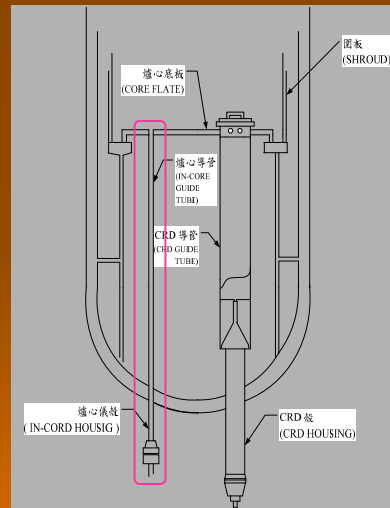 圍板
(SHROUD)
爐心底板
(CORE FLATE)
爐心導管
(IN-CORE
GUIDE
TUBE)
CRD 導管
(CRD GUIDE
TUBE)
爐心儀殼
( IN-CORD HOUSIG )
CRD 殼
(CRD HOUSING)